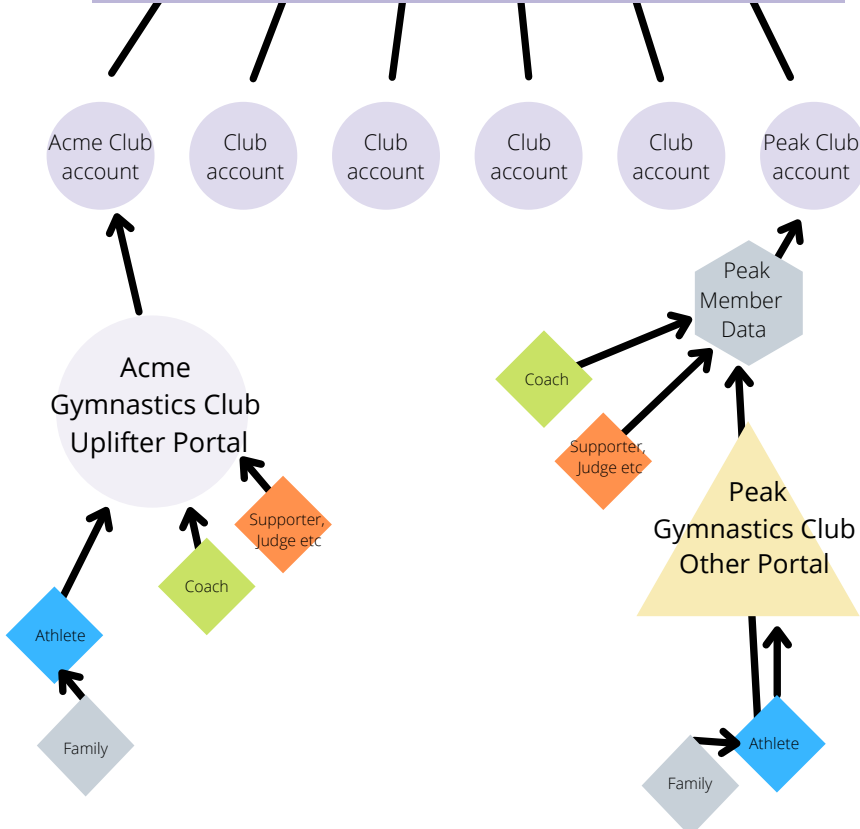 Acme Club
account
Club
account
Club
account
Club
account
Club
account
Peak Club
account
Peak
Member
Data
Acme
Gymnastics Club
Uplifter Portal
Coach
Supporter,
Judge etc
Peak
Gymnastics Club
Other Portal
Supporter,
Judge etc
Coach
Athlete
Family
Athlete
Family